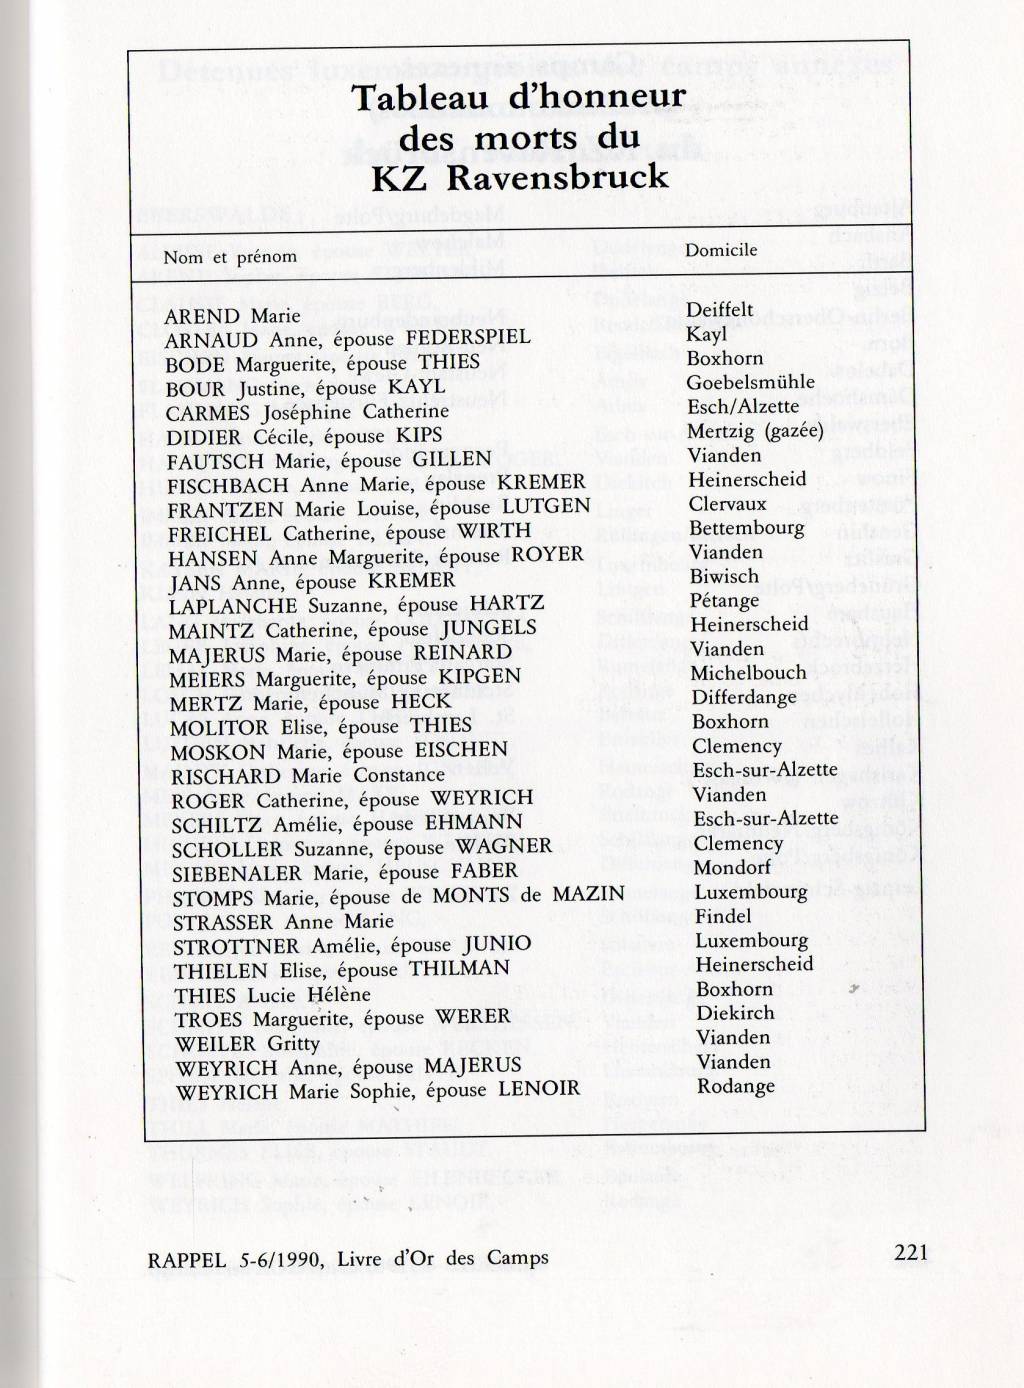 Tableau d'honneur
des morts du
KZ Ravensbruck
Nom et prénom Domicile
AREND Marie Deiffelt
ARNAUD Anne, épouse FEDERSPIEL Kayl
BODE Marguerite, épouse THIES Boxhorn
BOUR Justine, épouse KAYL Goebelsmühle
CARMES Joséphine Catherine Esch/Alzette
DIDIER Cécile, épouse KIPS Mertzig (gazée)
FAUTSCH Marie, épouse GILLEN Vianden
FISCHBACH Anne Marie, épouse KREMER Heinerscheid
FRANTZEN Marie Louise, épouse LUTGEN Clervaux
FREICHEL Catherine, épouse WIRTH Bettembourg
HANSEN Anne Marguerite, épouse ROYER Vianden
JANS Anne, épouse KREMER Biwisch
LAPLANCHE Suzanne, épouse HARTZ Pétange
MAINTZ Catherine, épouse JUNGELS Heinerscheid
MAJERUS Marie, épouse REINARD Vianden
MEIERS Marguerite, épouse KIPGEN Michelbouch
MERTZ Marie, épouse HECK Differdange
MOLITOR Elise, épouse THIES Boxhorn
MOSKON Marie, épouse EISCHEN Clemency
RISCHARD Marie Constance Esch-sur-Alzette
ROGER Catherine, épouse WEYRICH Vianden
SCHILTZ Amélie, épouse EHMANN Esch-sur-Alzette
SCHOLLER Suzanne, épouse WAGNER Clemency
SIEBENALER Marie, épouse FABER Mondorf
STOMPS Marie, épouse de MONTS de MAZIN Luxembourg
STRASSER Anne Marie Findel
STROTTNER Amélie, épouse JUNIO Luxembourg
THIELEN Elise, épouse THILMAN Heinerscheid
THIES Lucie Hélène Boxhorn
TROES Marguerite, épouse WERER Diekirch
WEILER Gritty Vianden
WEYRICH Anne, épouse MAJERUS Vianden
WEYRICH Marie Sophie, épouse LENOIR Rodange
RAPPEL 5-6/1990, Livre d'Or des Camps 221